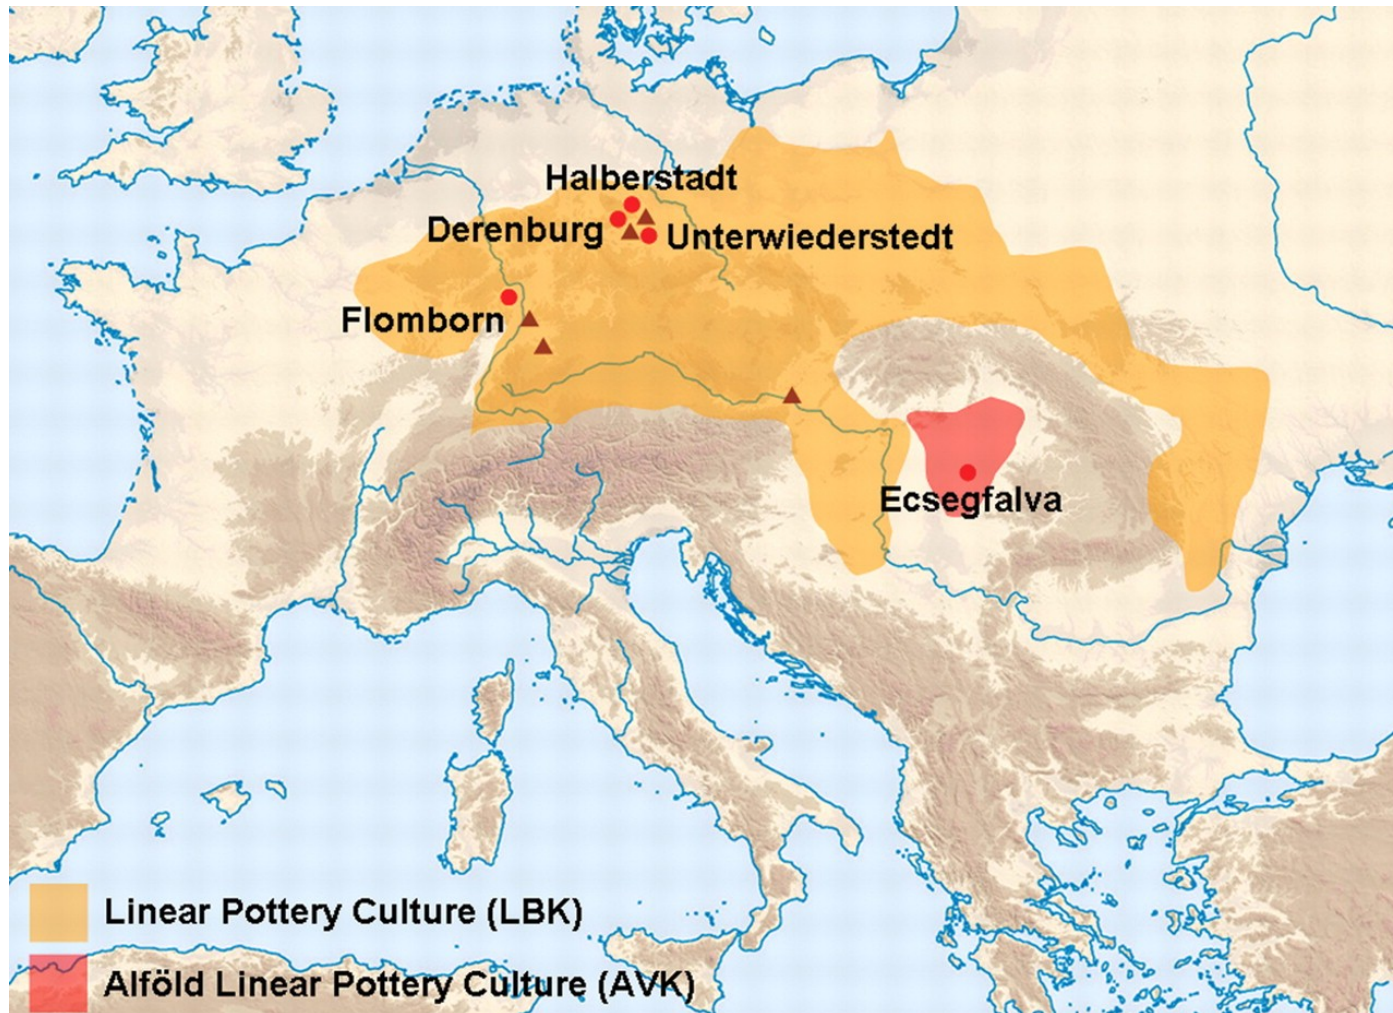 Halberstadt
Derenburg
Unterwiederstedt
Flomborn
Ecsegfalva
Linear Pottery Culture (LBK)
Alföld Linear Pottery Culture (AVK)